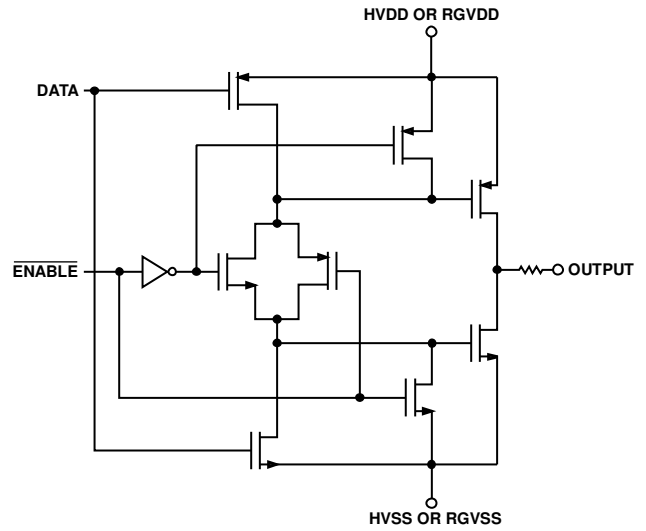 HVDD OR RGVDD
DATA
ENABLE
OUTPUT
HVSS OR RGVSS